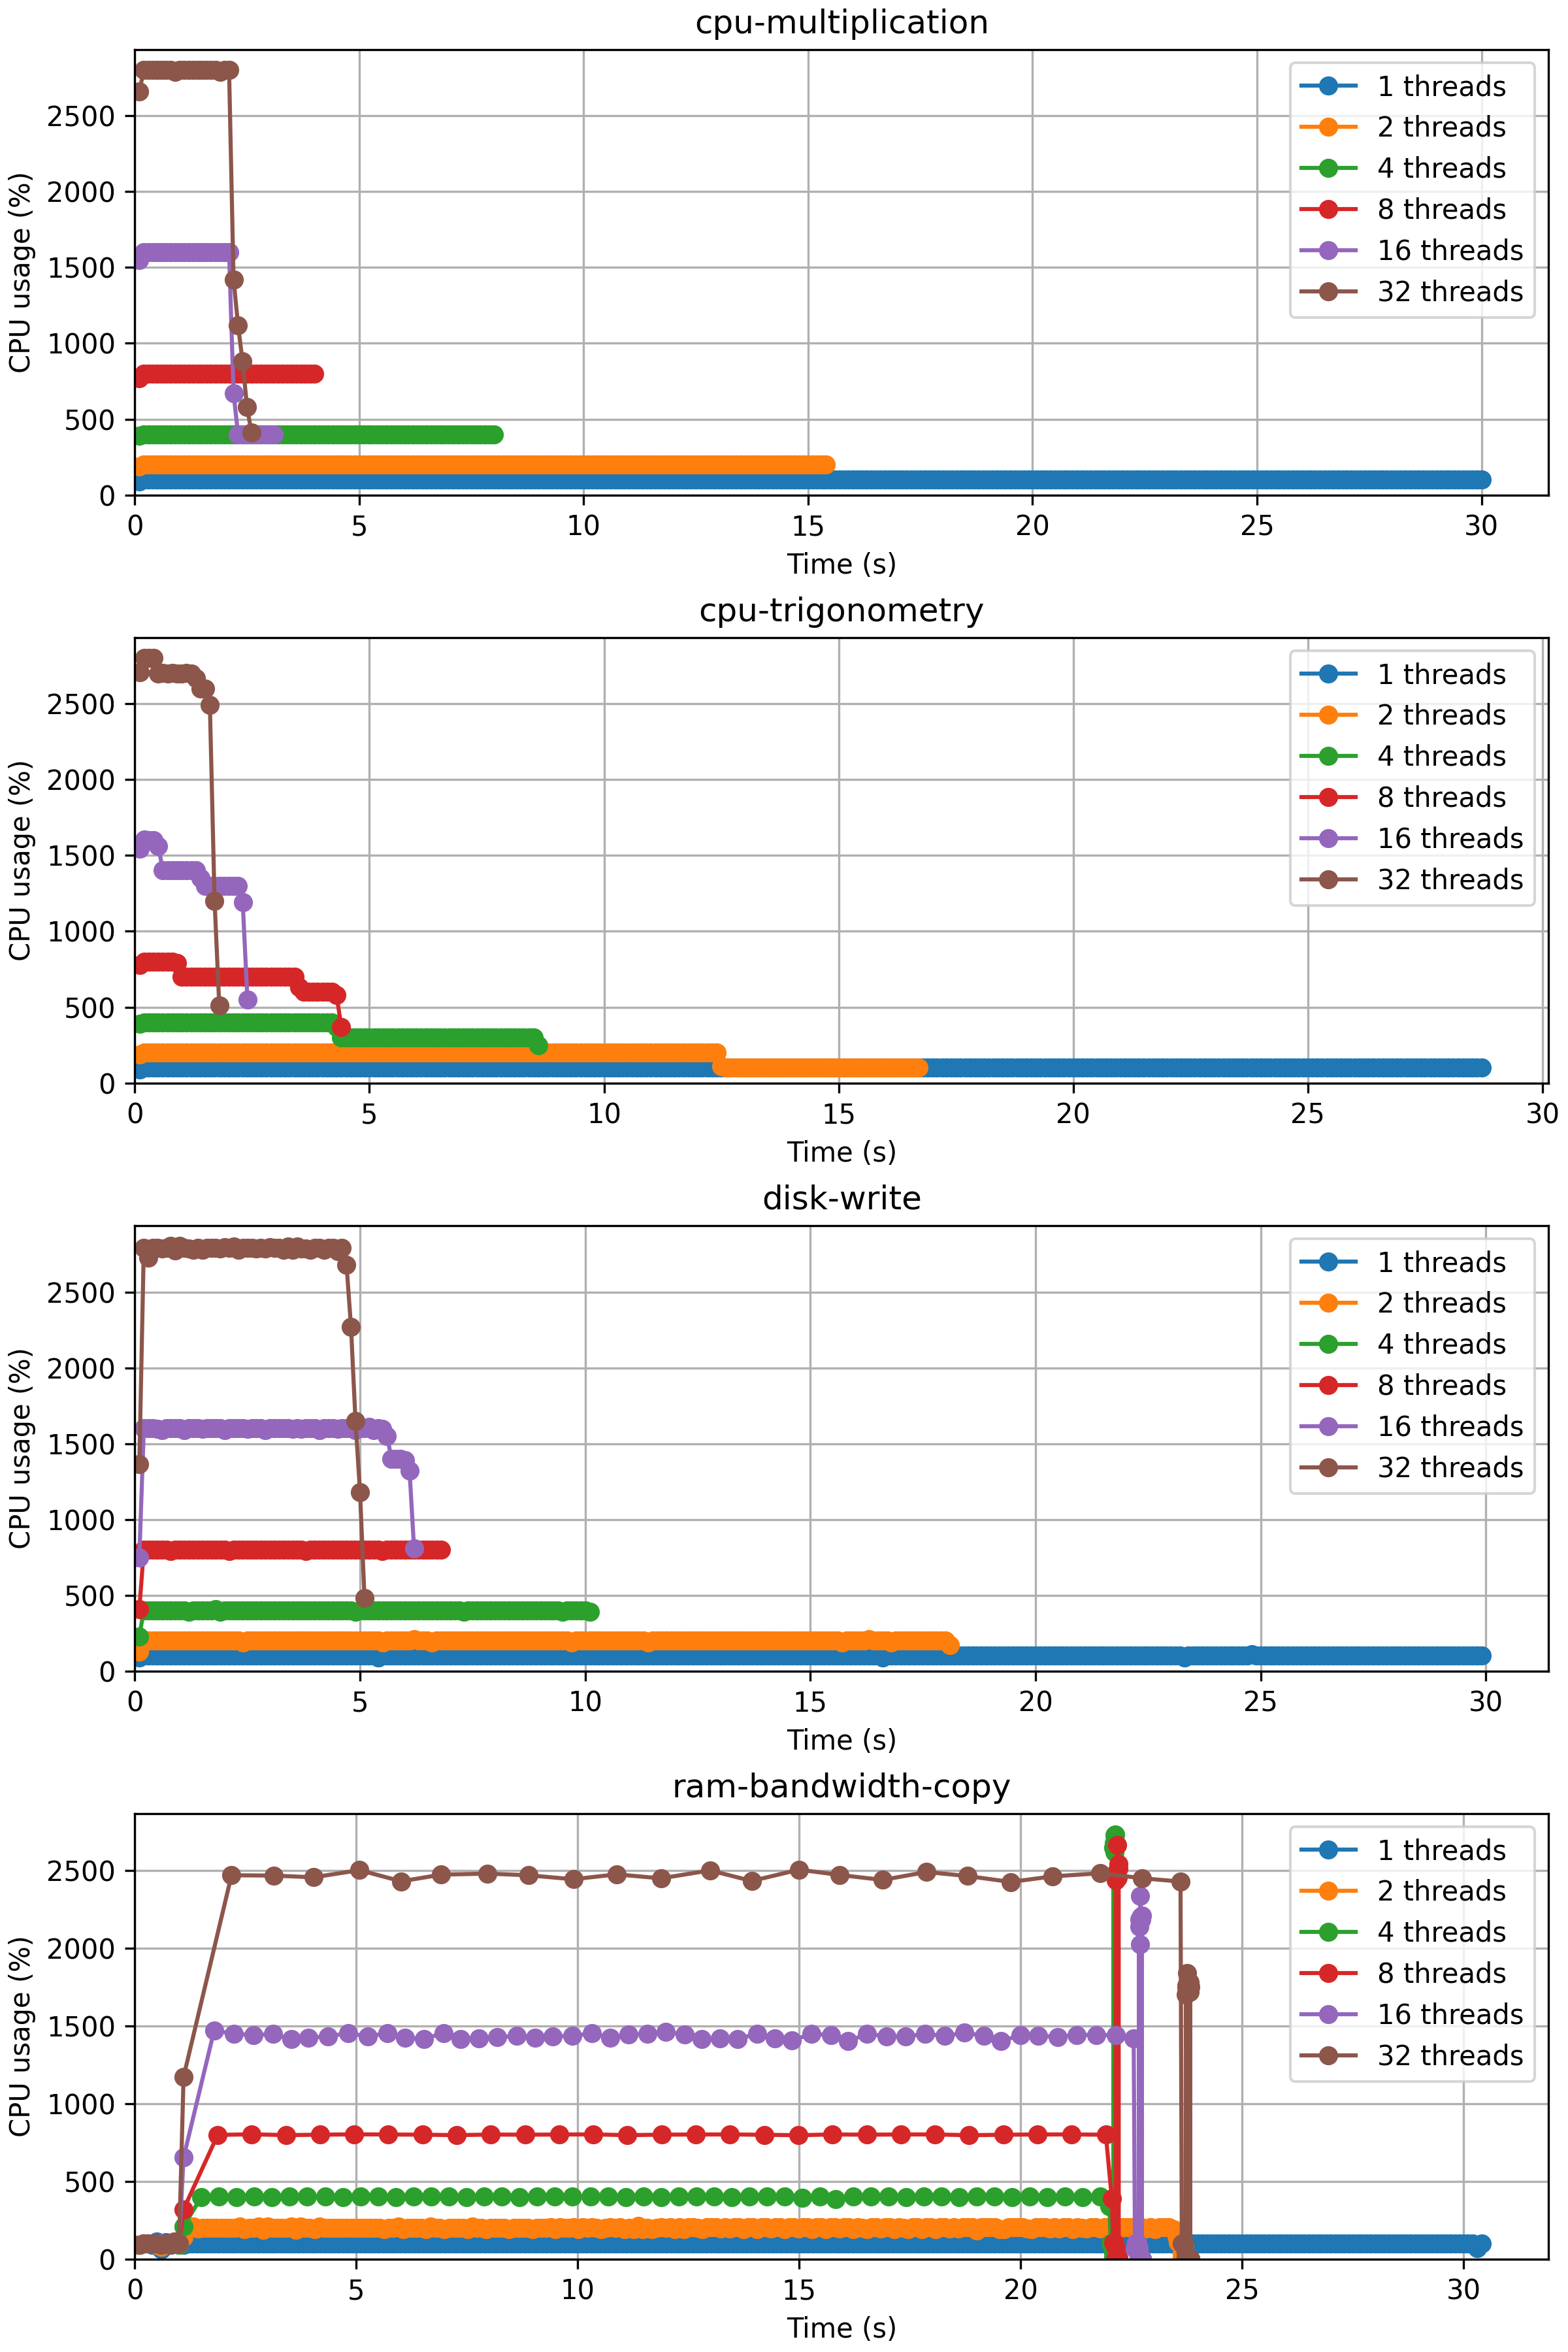 cpu-multiplication
CPU usage (%)
2500
2000
1500
1000
500
0
0 5 10 15 20 25 30
Time (s)
1 threads
2 threads
4 threads
8 threads
16 threads
32 threads
cpu-trigonometry
CPU usage (%)
2500
2000
1500
1000
500
0
0 5 10 15 20 25 30
Time (s)
1 threads
2 threads
4 threads
8 threads
16 threads
32 threads
disk-write
CPU usage (%)
2500
2000
1500
1000
500
0
0 5 10 15 20 25 30
Time (s)
1 threads
2 threads
4 threads
8 threads
16 threads
32 threads
ram-bandwidth-copy
CPU usage (%)
2500
2000
1500
1000
500
0
0 5 10 15 20 25 30
Time (s)
1 threads
2 threads
4 threads
8 threads
16 threads
32 threads